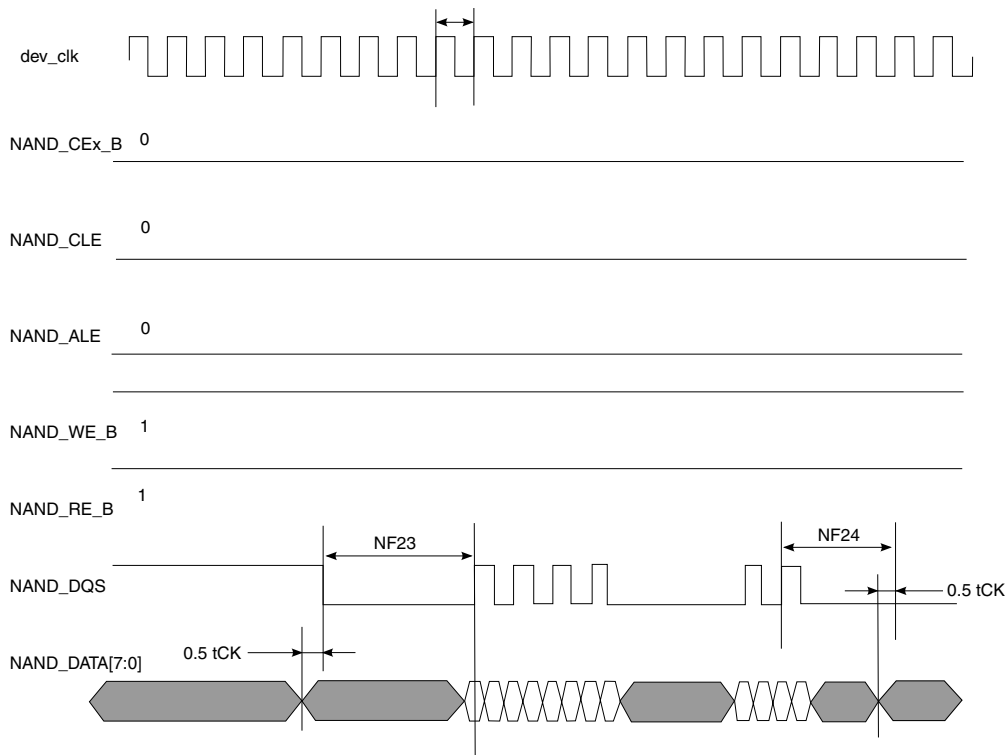 dev_clk
NAND_CEx_B 0
NAND_CLE 0
NAND_ALE 0
NAND_WE_B 1
NAND_RE_B 1
NF23 NF24
NAND_DQS 0.5 tCK
NAND_DATA[7:0] 0.5 tCK